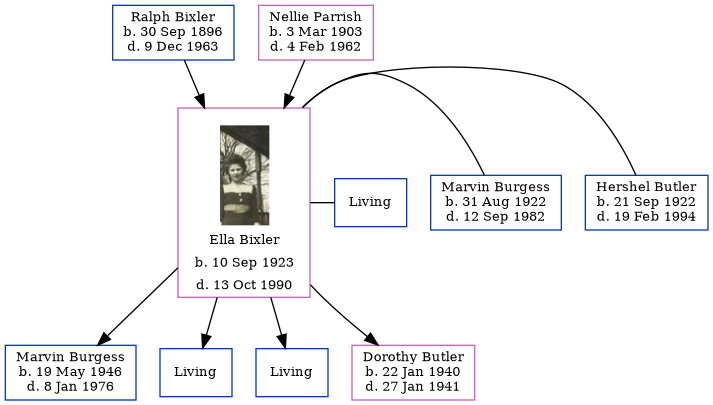 Ralph Bixler
b. 30 Sep 1896
d. 9 Dec 1963
Nellie Parrish
b. 3 Mar 1903
d. 4 Feb 1962
Ella Bixler
b. 10 Sep 1923
d. 13 Oct 1990
Living
Marvin Burgess
b. 31 Aug 1922
d. 12 Sep 1982
Hershel Butler
b. 21 Sep 1922
d. 19 Feb 1994
Marvin Burgess
b. 19 May 1946
d. 8 Jan 1976
Living
Living
Dorothy Butler
b. 22 Jan 1940
d. 27 Jan 1941